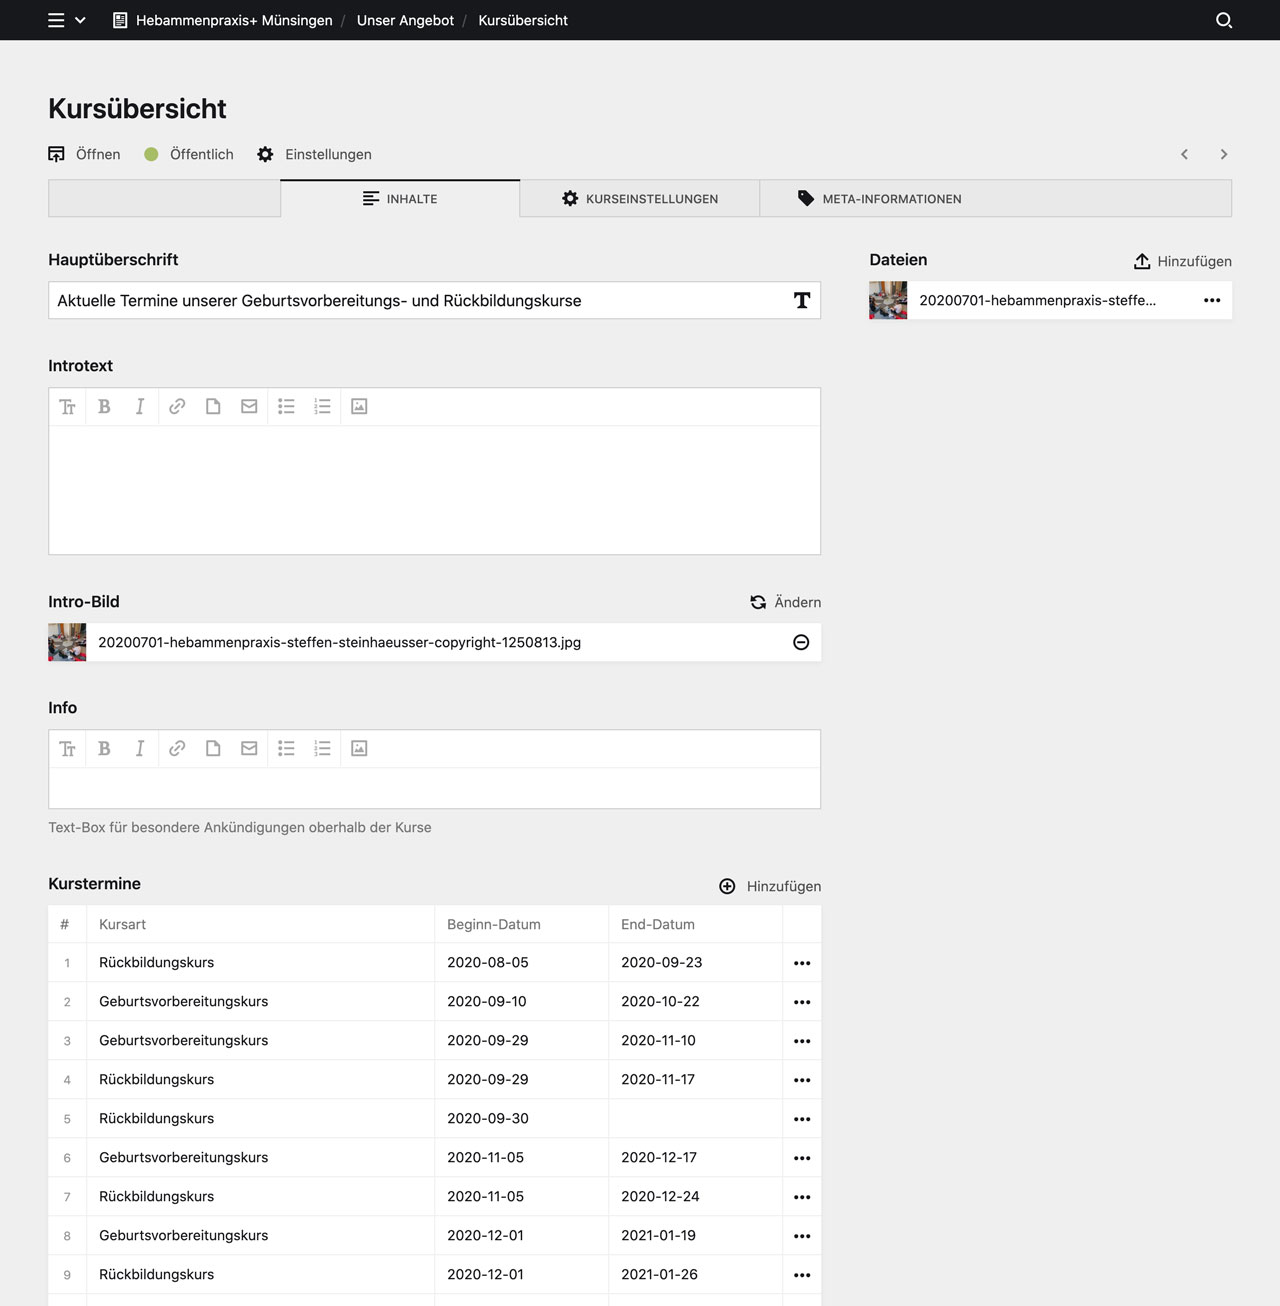 Hebammenpraxis+ Münsingen / Unser Angebot / Kursübersicht
Kursübersicht
Öffnen Öffentlich Einstellungen
INHALTE KURSEINSTELLUNGEN META-INFORMATIONEN
Hauptüberschrift
Aktuelle Termine unserer Geburtsvorbereitungs- und Rückbildungskurse
Dateien Hinzufügen
20200701-hebammenpraxis-steffe...
Introtext
Intro-Bild Ändern
20200701-hebammenpraxis-steffen-steinhaeusser-copyright-1250813.jpg
Info
Text-Box für besondere Ankündigungen oberhalb der Kurse
Kurstermine Hinzufügen
# Kursart Beginn-Datum End-Datum
1 Rückbildungskurs 2020-08-05 2020-09-23
2 Geburtsvorbereitungskurs 2020-09-10 2020-10-22
3 Geburtsvorbereitungskurs 2020-09-29 2020-11-10
4 Rückbildungskurs 2020-09-29 2020-11-17
5 Rückbildungskurs 2020-09-30
6 Geburtsvorbereitungskurs 2020-11-05 2020-12-17
7 Rückbildungskurs 2020-11-05 2020-12-24
8 Geburtsvorbereitungskurs 2020-12-01 2021-01-19
9 Rückbildungskurs 2020-12-01 2021-01-26